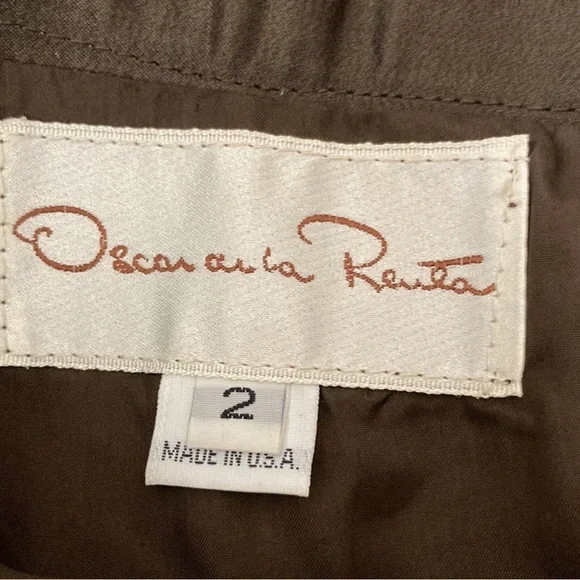 Oscar de la Renta
2
MADE IN U.S.A.